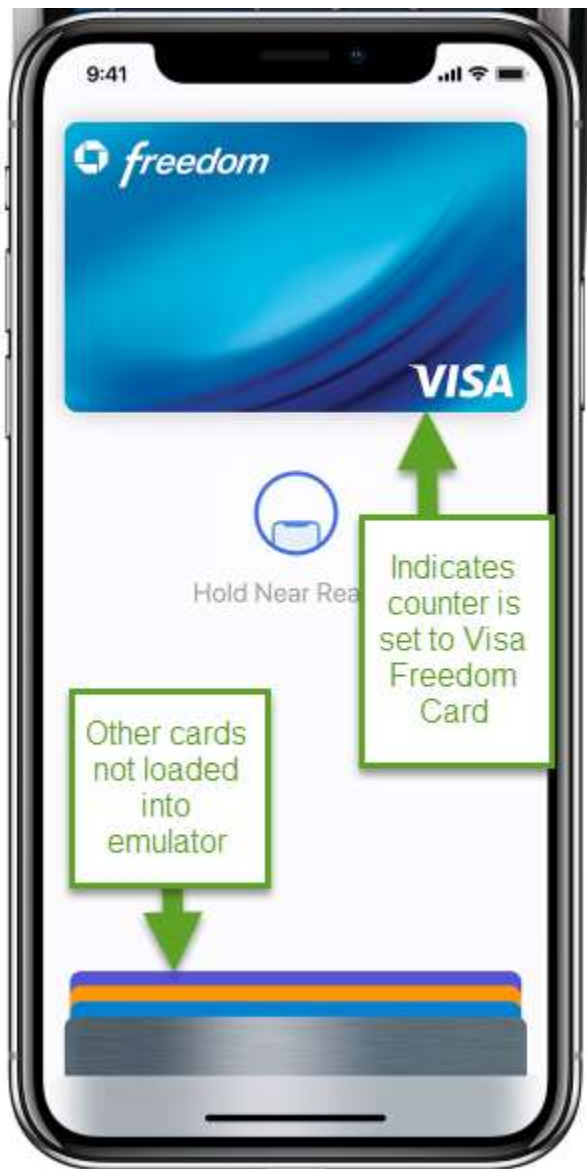 9:41
freedom
VISA
Hold Near Rea
Indicates
counter is
set to Visa
Freedom
Card
Other cards
not loaded
into
emulator